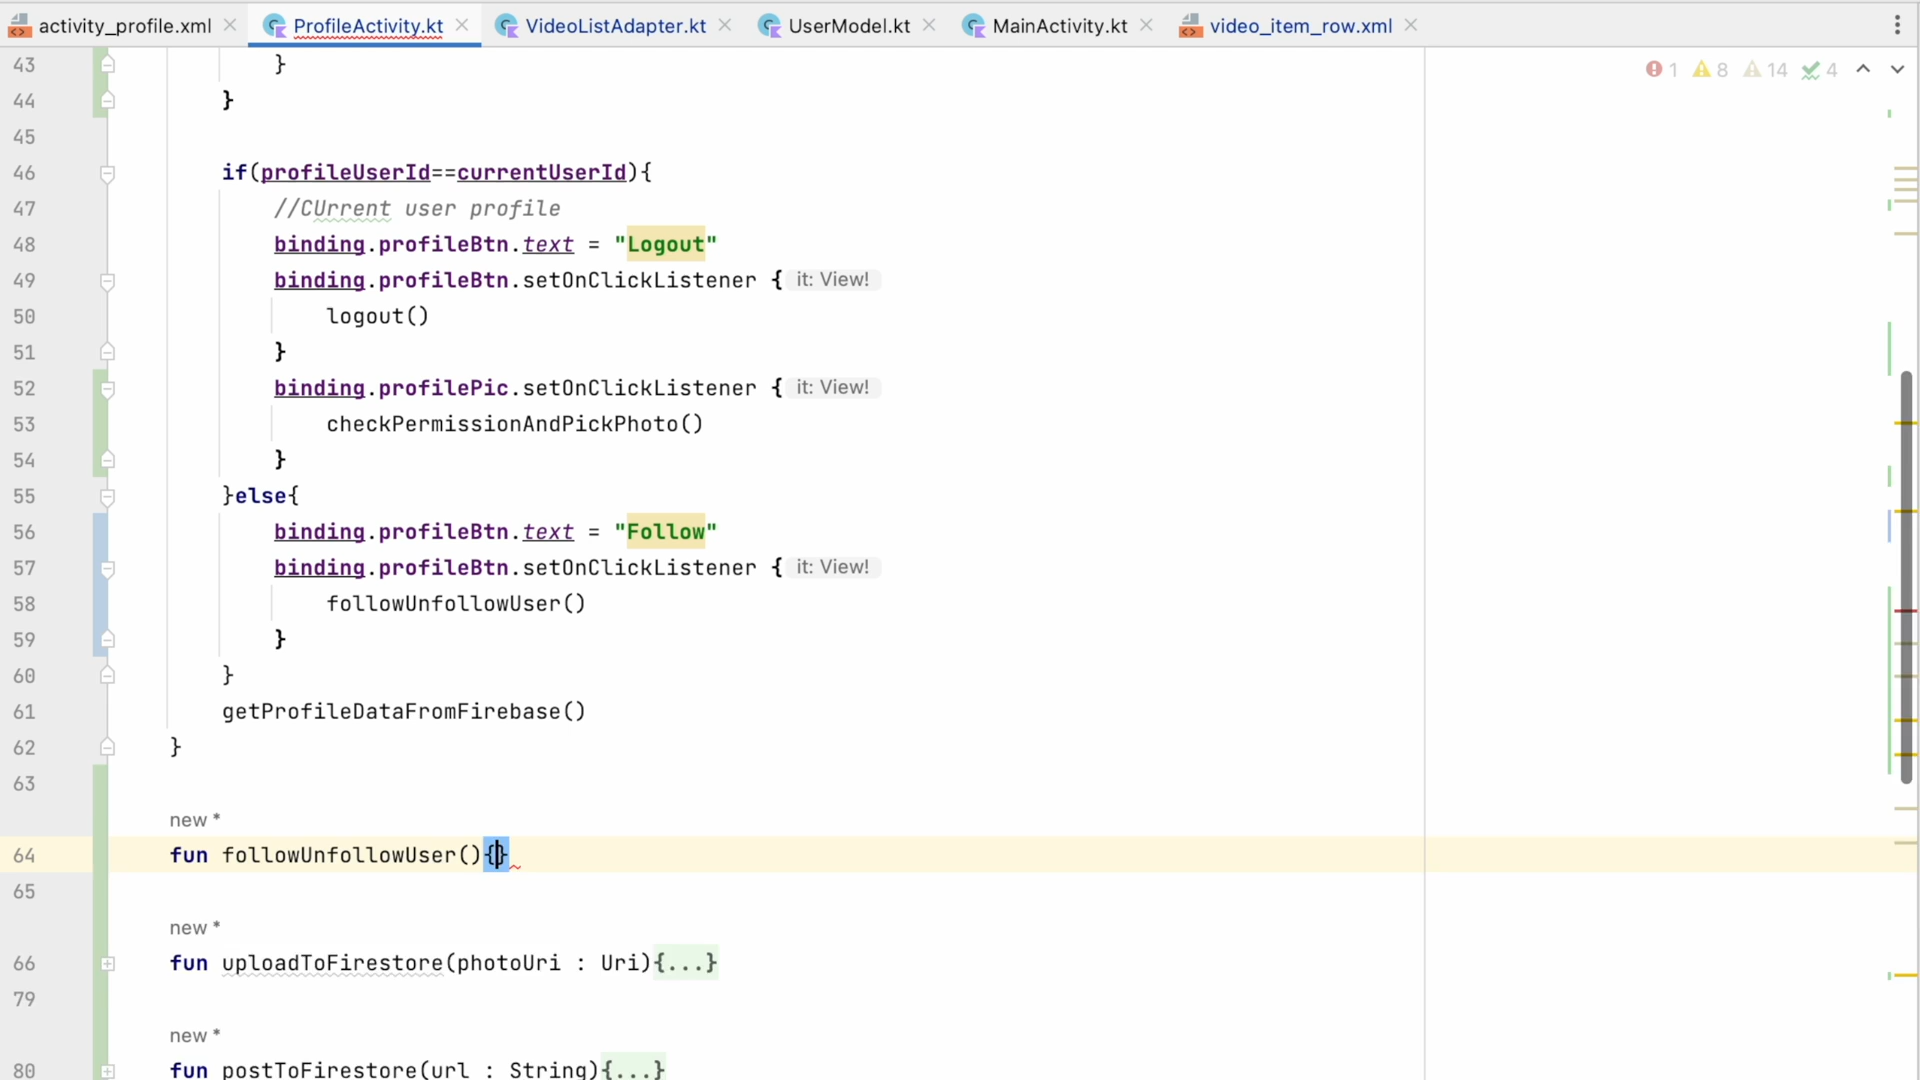 activity_profile.xml ProfileActivity.kt VideoListAdapter.kt UserModel.kt MainActivity.kt video_item_row.xml
1 8 14 4
43 }
44 }
45
46 if(profileUserId==currentUserId){
47 //CUrrent user profile
48 binding.profileBtn.text = "Logout"
49 binding.profileBtn.setOnClickListener { it: View!
50 logout()
51 }
52 binding.profilePic.setOnClickListener { it: View!
53 checkPermissionAndPickPhoto()
54 }
55 }else{
56 binding.profileBtn.text = "Follow"
57 binding.profileBtn.setOnClickListener { it: View!
58 followUnfollowUser()
59 }
60 }
61 getProfileDataFromFirebase()
62 }
63
new *
64 fun followUnfollowUser(){}
65
new *
66 fun uploadToFirestore(photoUri : Uri){...}
79
new *
80 fun postToFirestore(url : String){...}